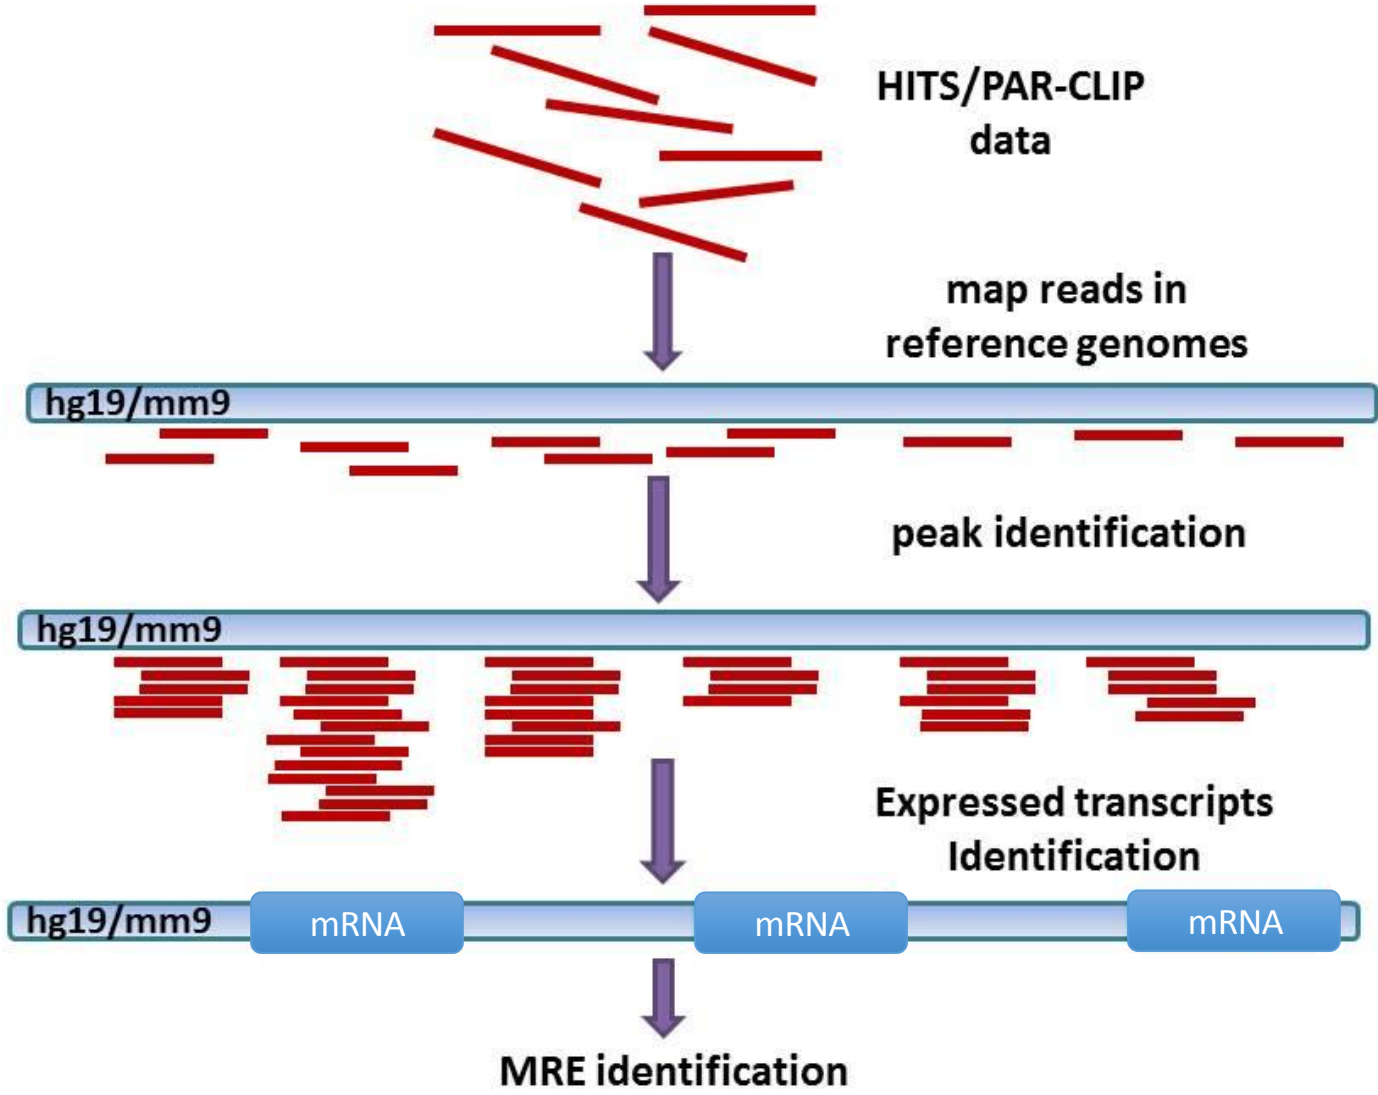 HITS/PAR-CLIP
data
map reads in
reference genomes
hg19/mm9
peak identification
hg19/mm9
Expressed transcripts
Identification
hg19/mm9
mRNA
mRNA
mRNA
MRE identification